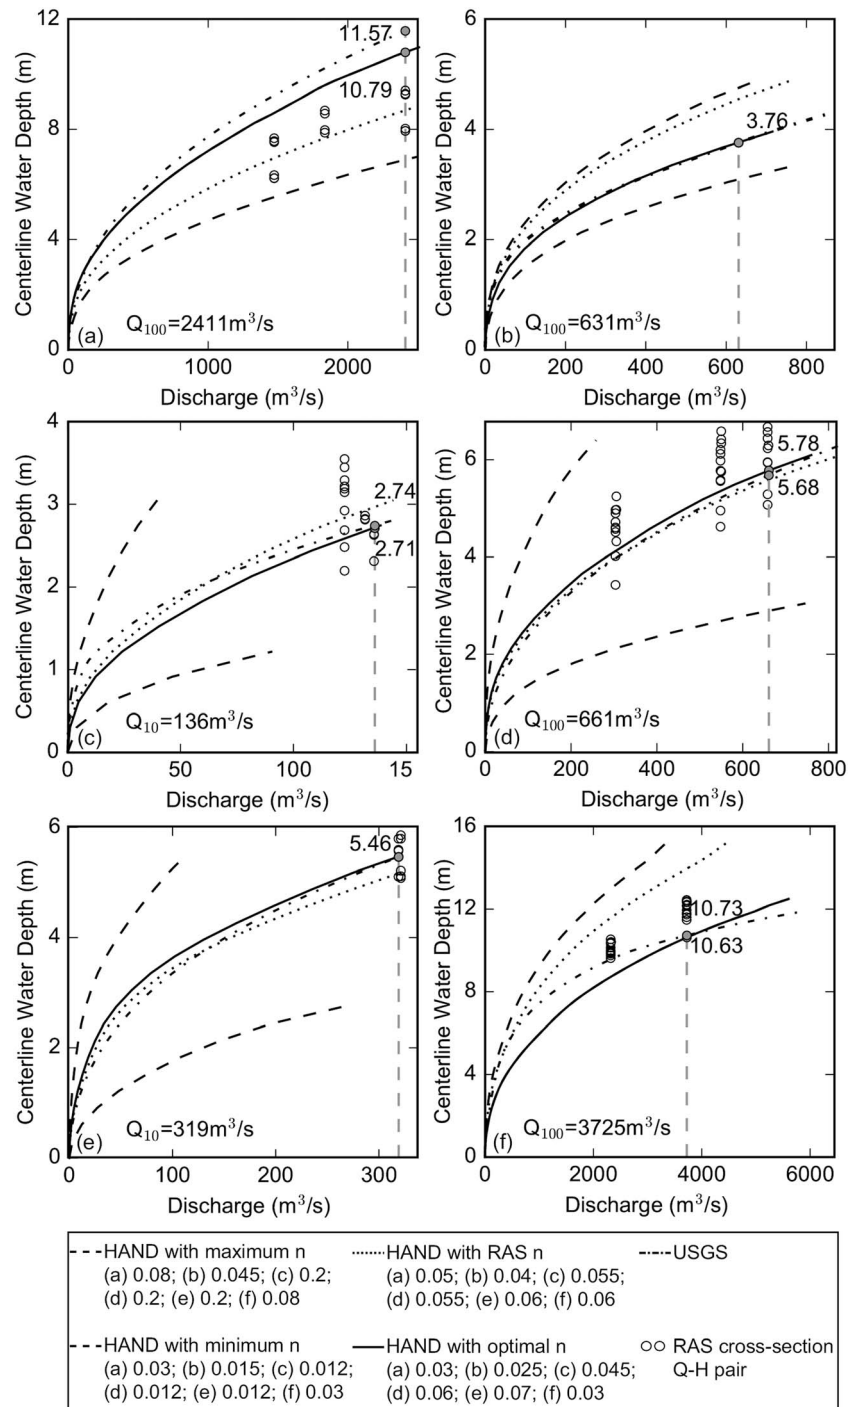 12
8
4
0
Centerline Water Depth (m)
11.57
10.79
(a)
Q100=2411m³/s
0
1000
2000
Discharge (m³/s)
6
4
2
0
Centerline Water Depth (m)
3.76
(b)
Q100=631m³/s
0
200
400
600
800
Discharge (m³/s)
4
3
2
1
0
Centerline Water Depth (m)
2.74
2.71
(c)
Q10=136m³/s
0
50
100
15
Discharge (m³/s)
6
4
2
0
Centerline Water Depth (m)
5.78
5.68
(d)
Q100=661m³/s
0
200
400
600
800
Discharge (m³/s)
6
4
2
0
Centerline Water Depth (m)
5.46
(e)
Q10=319m³/s
0
100
200
300
Discharge (m³/s)
16
12
8
4
0
Centerline Water Depth (m)
10.73
10.63
(f)
Q100=3725m³/s
0
2000
4000
6000
Discharge (m³/s)
HAND with maximum n
(a) 0.08; (b) 0.045; (c) 0.2;
(d) 0.2; (e) 0.2; (f) 0.08
HAND with RAS n
(a) 0.05; (b) 0.04; (c) 0.055;
(d) 0.055; (e) 0.06; (f) 0.06
USGS
HAND with minimum n
(a) 0.03; (b) 0.015; (c) 0.012;
(d) 0.012; (e) 0.012; (f) 0.03
HAND with optimal n
(a) 0.03; (b) 0.025; (c) 0.045;
(d) 0.06; (e) 0.07; (f) 0.03
RAS cross-section
Q-H pair